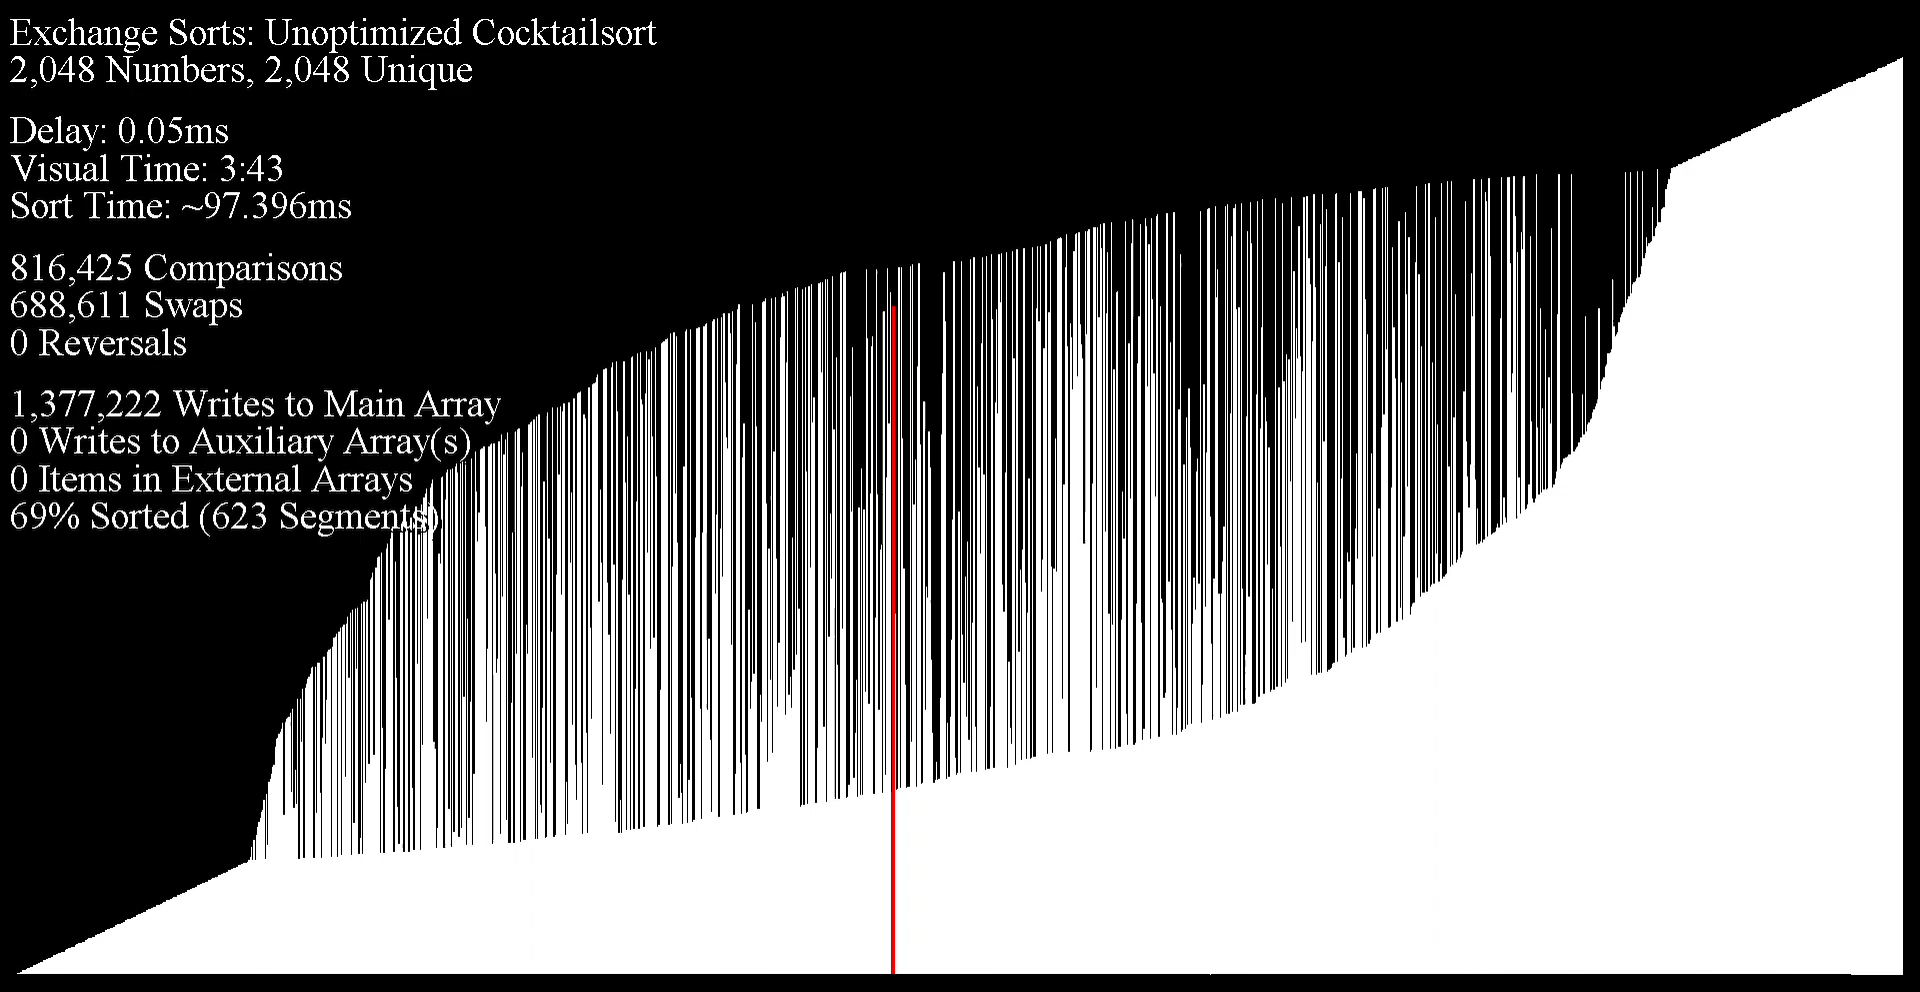 Exchange Sorts: Unoptimized Cocktailsort
2,048 Numbers, 2,048 Unique
Delay: 0.05ms
Visual Time: 3:43
Sort Time: ~97.396ms
816,425 Comparisons
688,611 Swaps
0 Reversals
1,377,222 Writes to Main Array
0 Writes to Auxiliary Array(s)
0 Items in External Arrays
69% Sorted (623 Segments)